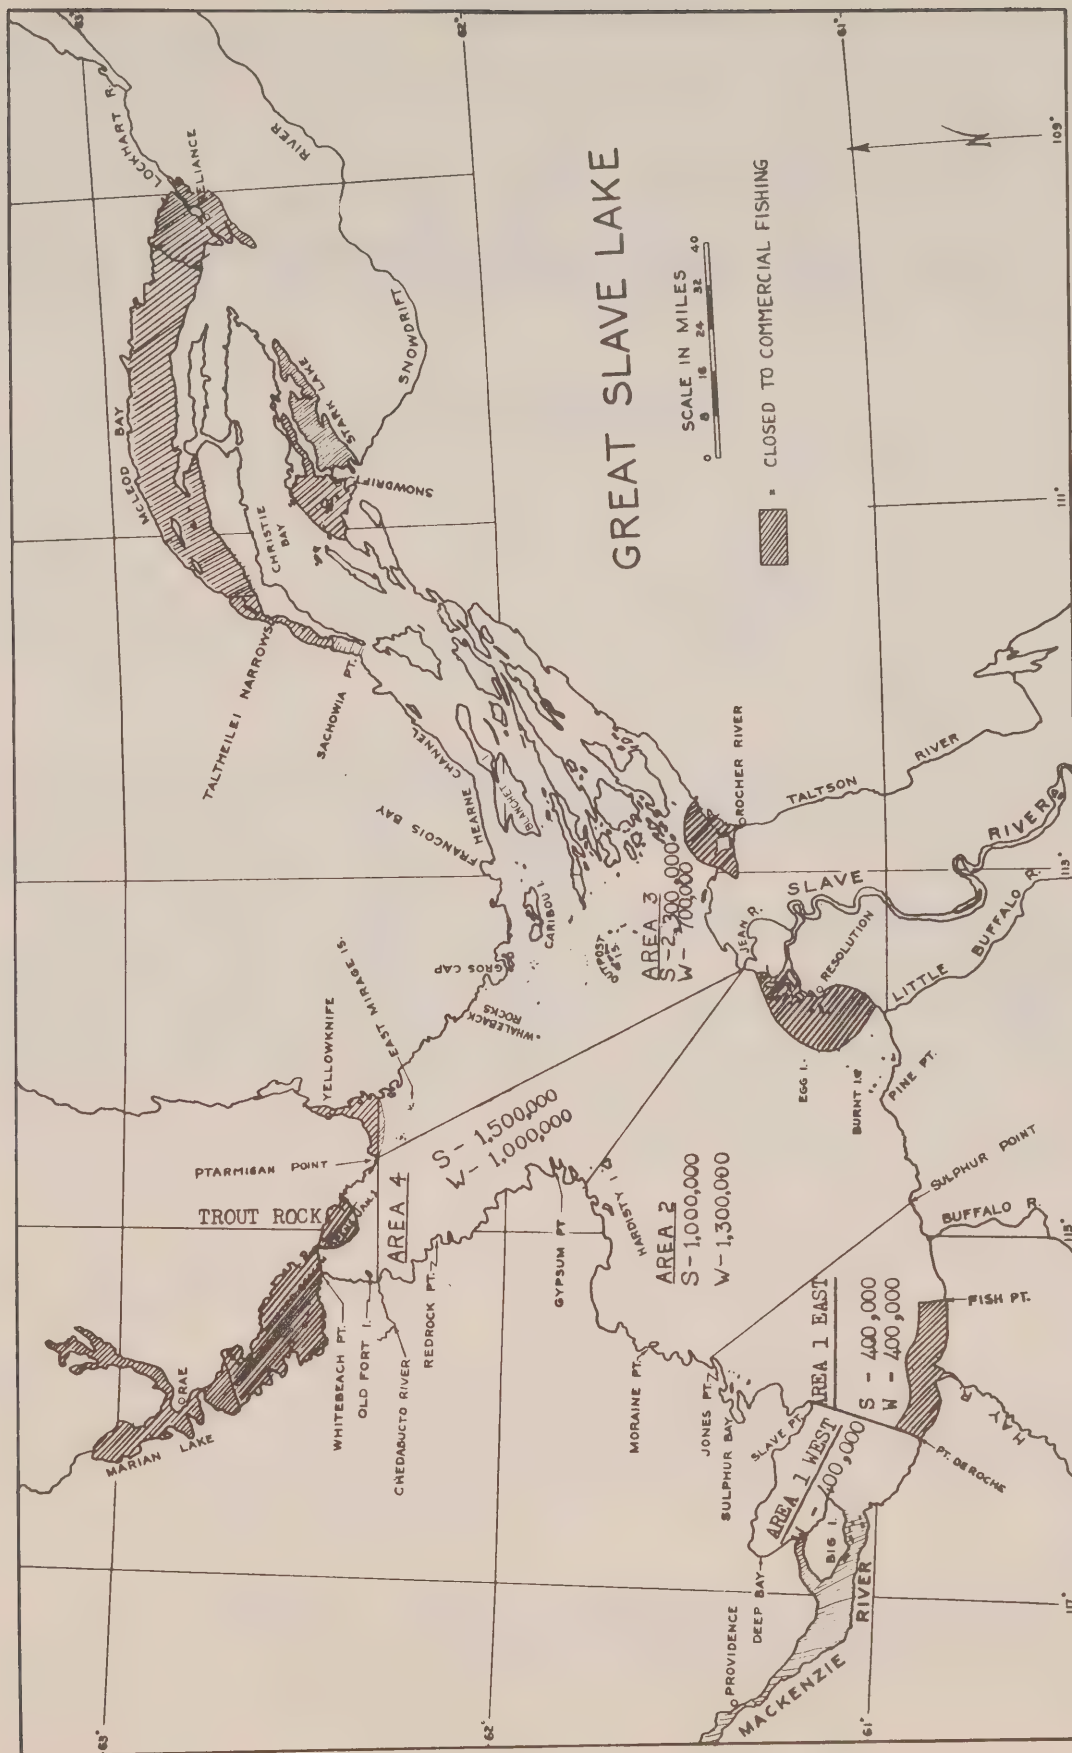 GREAT SLAVE LAKE
SCALE IN MILES
0 8 16 24 32 40
= CLOSED TO COMMERCIAL FISHING
N
63°
62°
61°
109°
111°
113°
115°
117°
63°
62°
61°
LOCKHART R.
RELIANCE
RIVER
SNOWDRIFT
STARK LAKE
SNOWDRIFT
MCLEOD BAY
CHRISTIE
BAY
TALTHEILEI NARROWS
SACHOWIA PT.
HEARNE CHANNEL
FRANCOIS BAY
BLANCHET I.
CARIBOU I.
GROS CAP
OUTPOST
IS.
WHALEBACK
ROCKS
EAST MIRAGE IS.
YELLOWKNIFE
PTARMIGAN POINT
TROUT ROCK
AREA 4
S - 1,500,000
W - 1,000,000
AREA 3
S - 2,300,000
W - 700,000
ROCHER RIVER
TALTSON RIVER
SLAVE RIVER
JEAN R.
RESOLUTION
LITTLE BUFFALO R.
EGG I.
BURNT IS.
PINE PT.
SULPHUR POINT
BUFFALO R.
RAE
MARIAN LAKE
WHITEBEACH PT.
OLD FORT I.
CHEDABUCTO RIVER
REDROCK PT.
GYPSUM PT
HARDISTY I.
AREA 2
S - 1,000,000
W - 1,300,000
MORAINE PT.
JONES PT.
SULPHUR BAY
SLAVE PT.
AREA 1 EAST
S - 400,000
W - 400,000
AREA 1 WEST
W - 400,000
FISH PT.
HAY R.
PT. DE ROCHE
BIG I.
DEEP BAY
PROVIDENCE
MACKENZIE RIVER